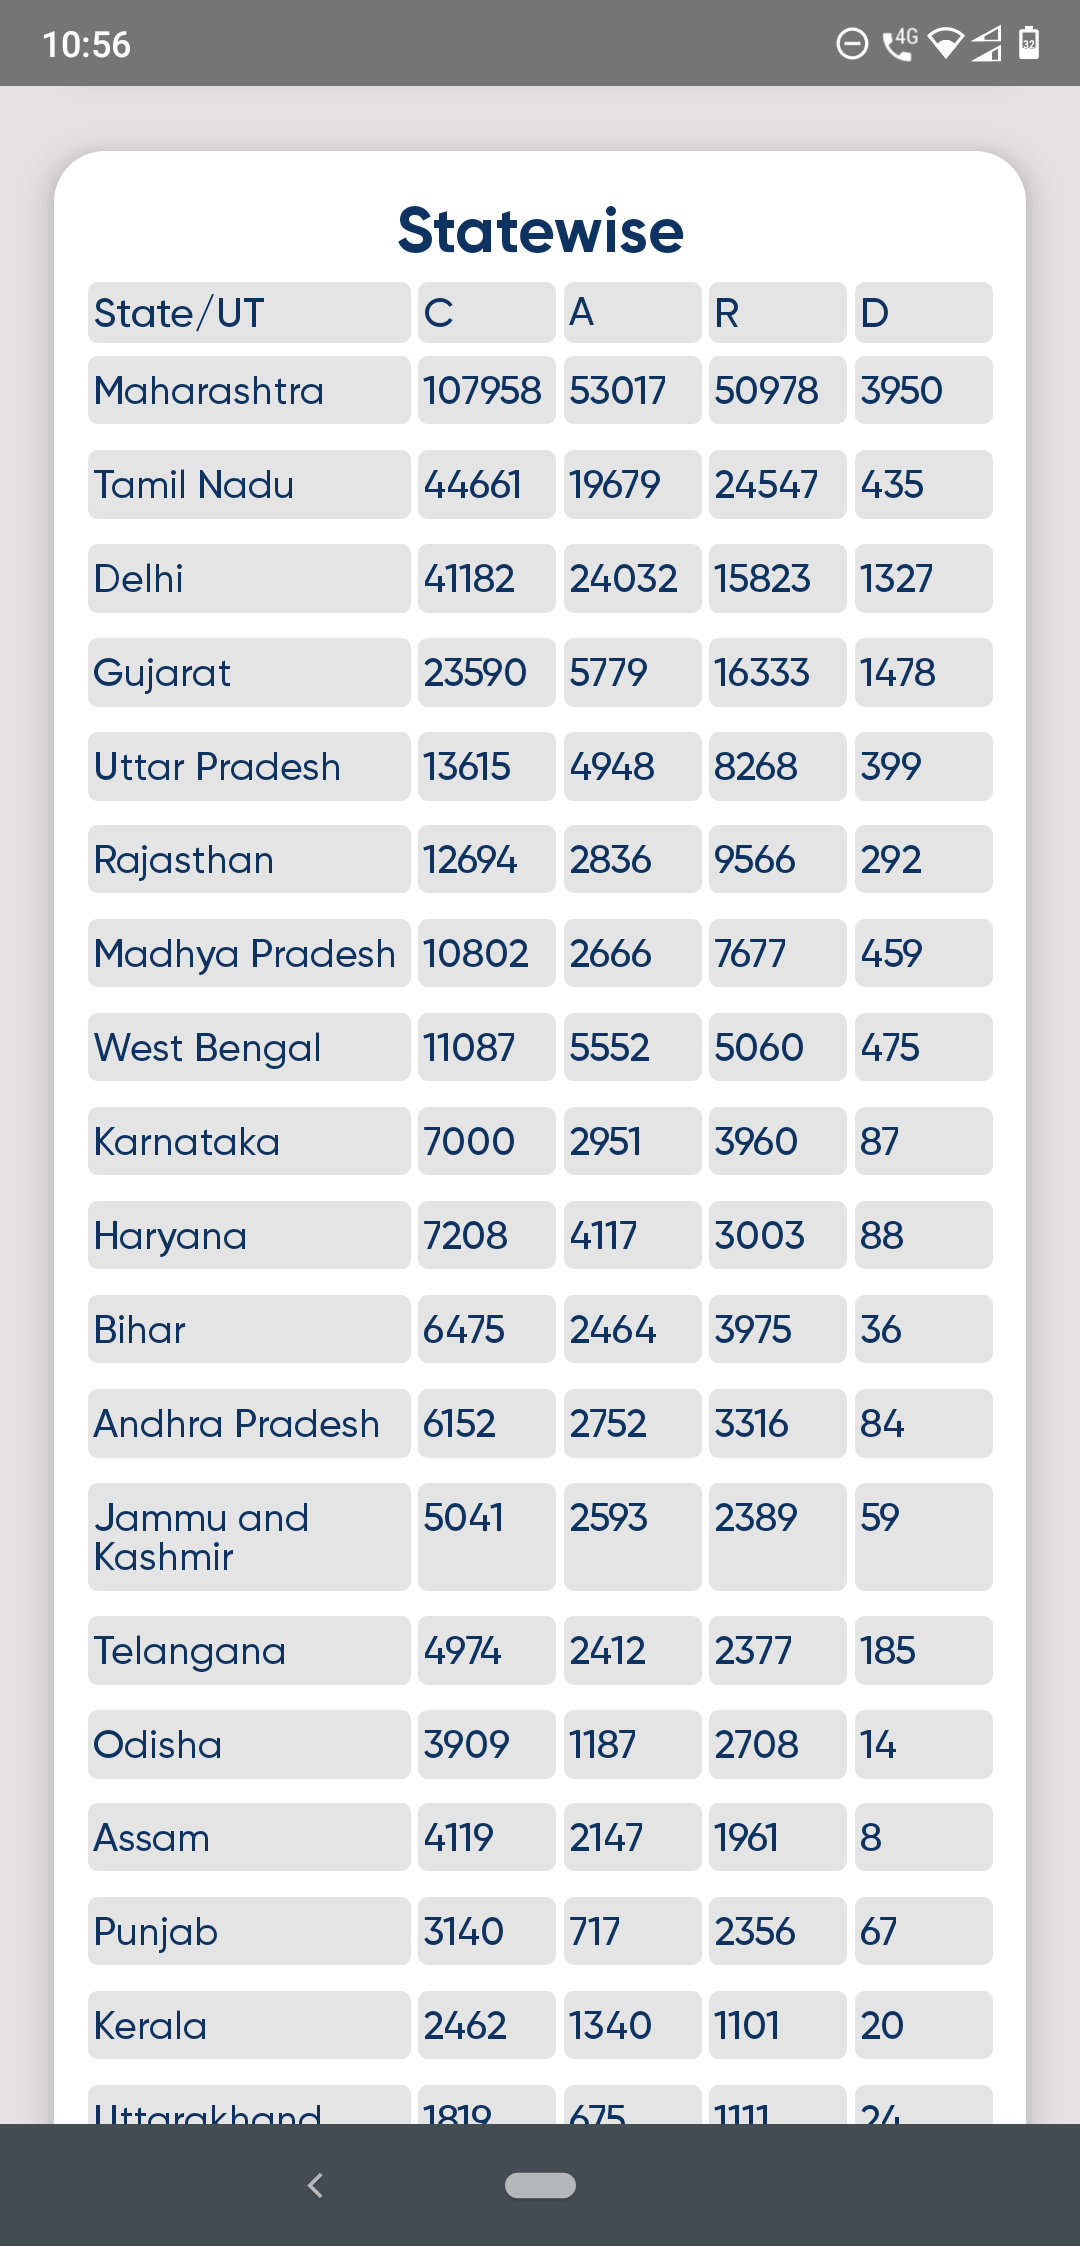 10:56
4G
32
Statewise
State/UT C A R D
Maharashtra 107958 53017 50978 3950
Tamil Nadu 44661 19679 24547 435
Delhi 41182 24032 15823 1327
Gujarat 23590 5779 16333 1478
Uttar Pradesh 13615 4948 8268 399
Rajasthan 12694 2836 9566 292
Madhya Pradesh 10802 2666 7677 459
West Bengal 11087 5552 5060 475
Karnataka 7000 2951 3960 87
Haryana 7208 4117 3003 88
Bihar 6475 2464 3975 36
Andhra Pradesh 6152 2752 3316 84
Jammu and 5041 2593 2389 59
Kashmir
Telangana 4974 2412 2377 185
Odisha 3909 1187 2708 14
Assam 4119 2147 1961 8
Punjab 3140 717 2356 67
Kerala 2462 1340 1101 20
Uttarakhand 1819 675 1111 24